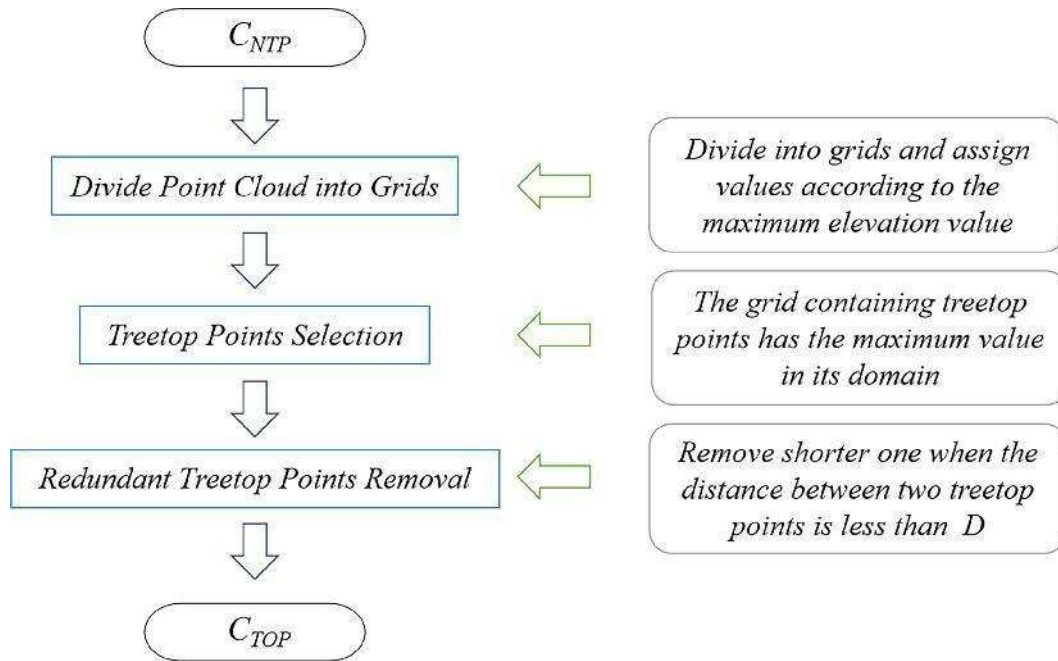 C_NTP
Divide Point Cloud into Grids
Divide into grids and assign
values according to the
maximum elevation value
Treetop Points Selection
The grid containing treetop
points has the maximum value
in its domain
Redundant Treetop Points Removal
Remove shorter one when the
distance between two treetop
points is less than D
C_TOP